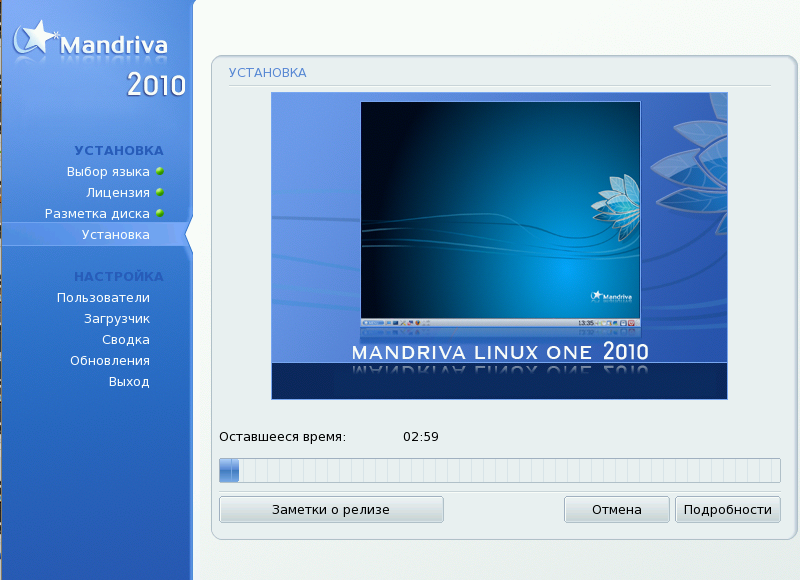 Mandriva
2010
УСТАНОВКА
Выбор языка
Лицензия
Разметка диска
Установка
НАСТРОЙКА
Пользователи
Загрузчик
Сводка
Обновления
Выход
УСТАНОВКА
Mandriva
13:35
MANDRIVA LINUX ONE 2010
Оставшееся время: 02:59
Заметки о релизе
Отмена
Подробности